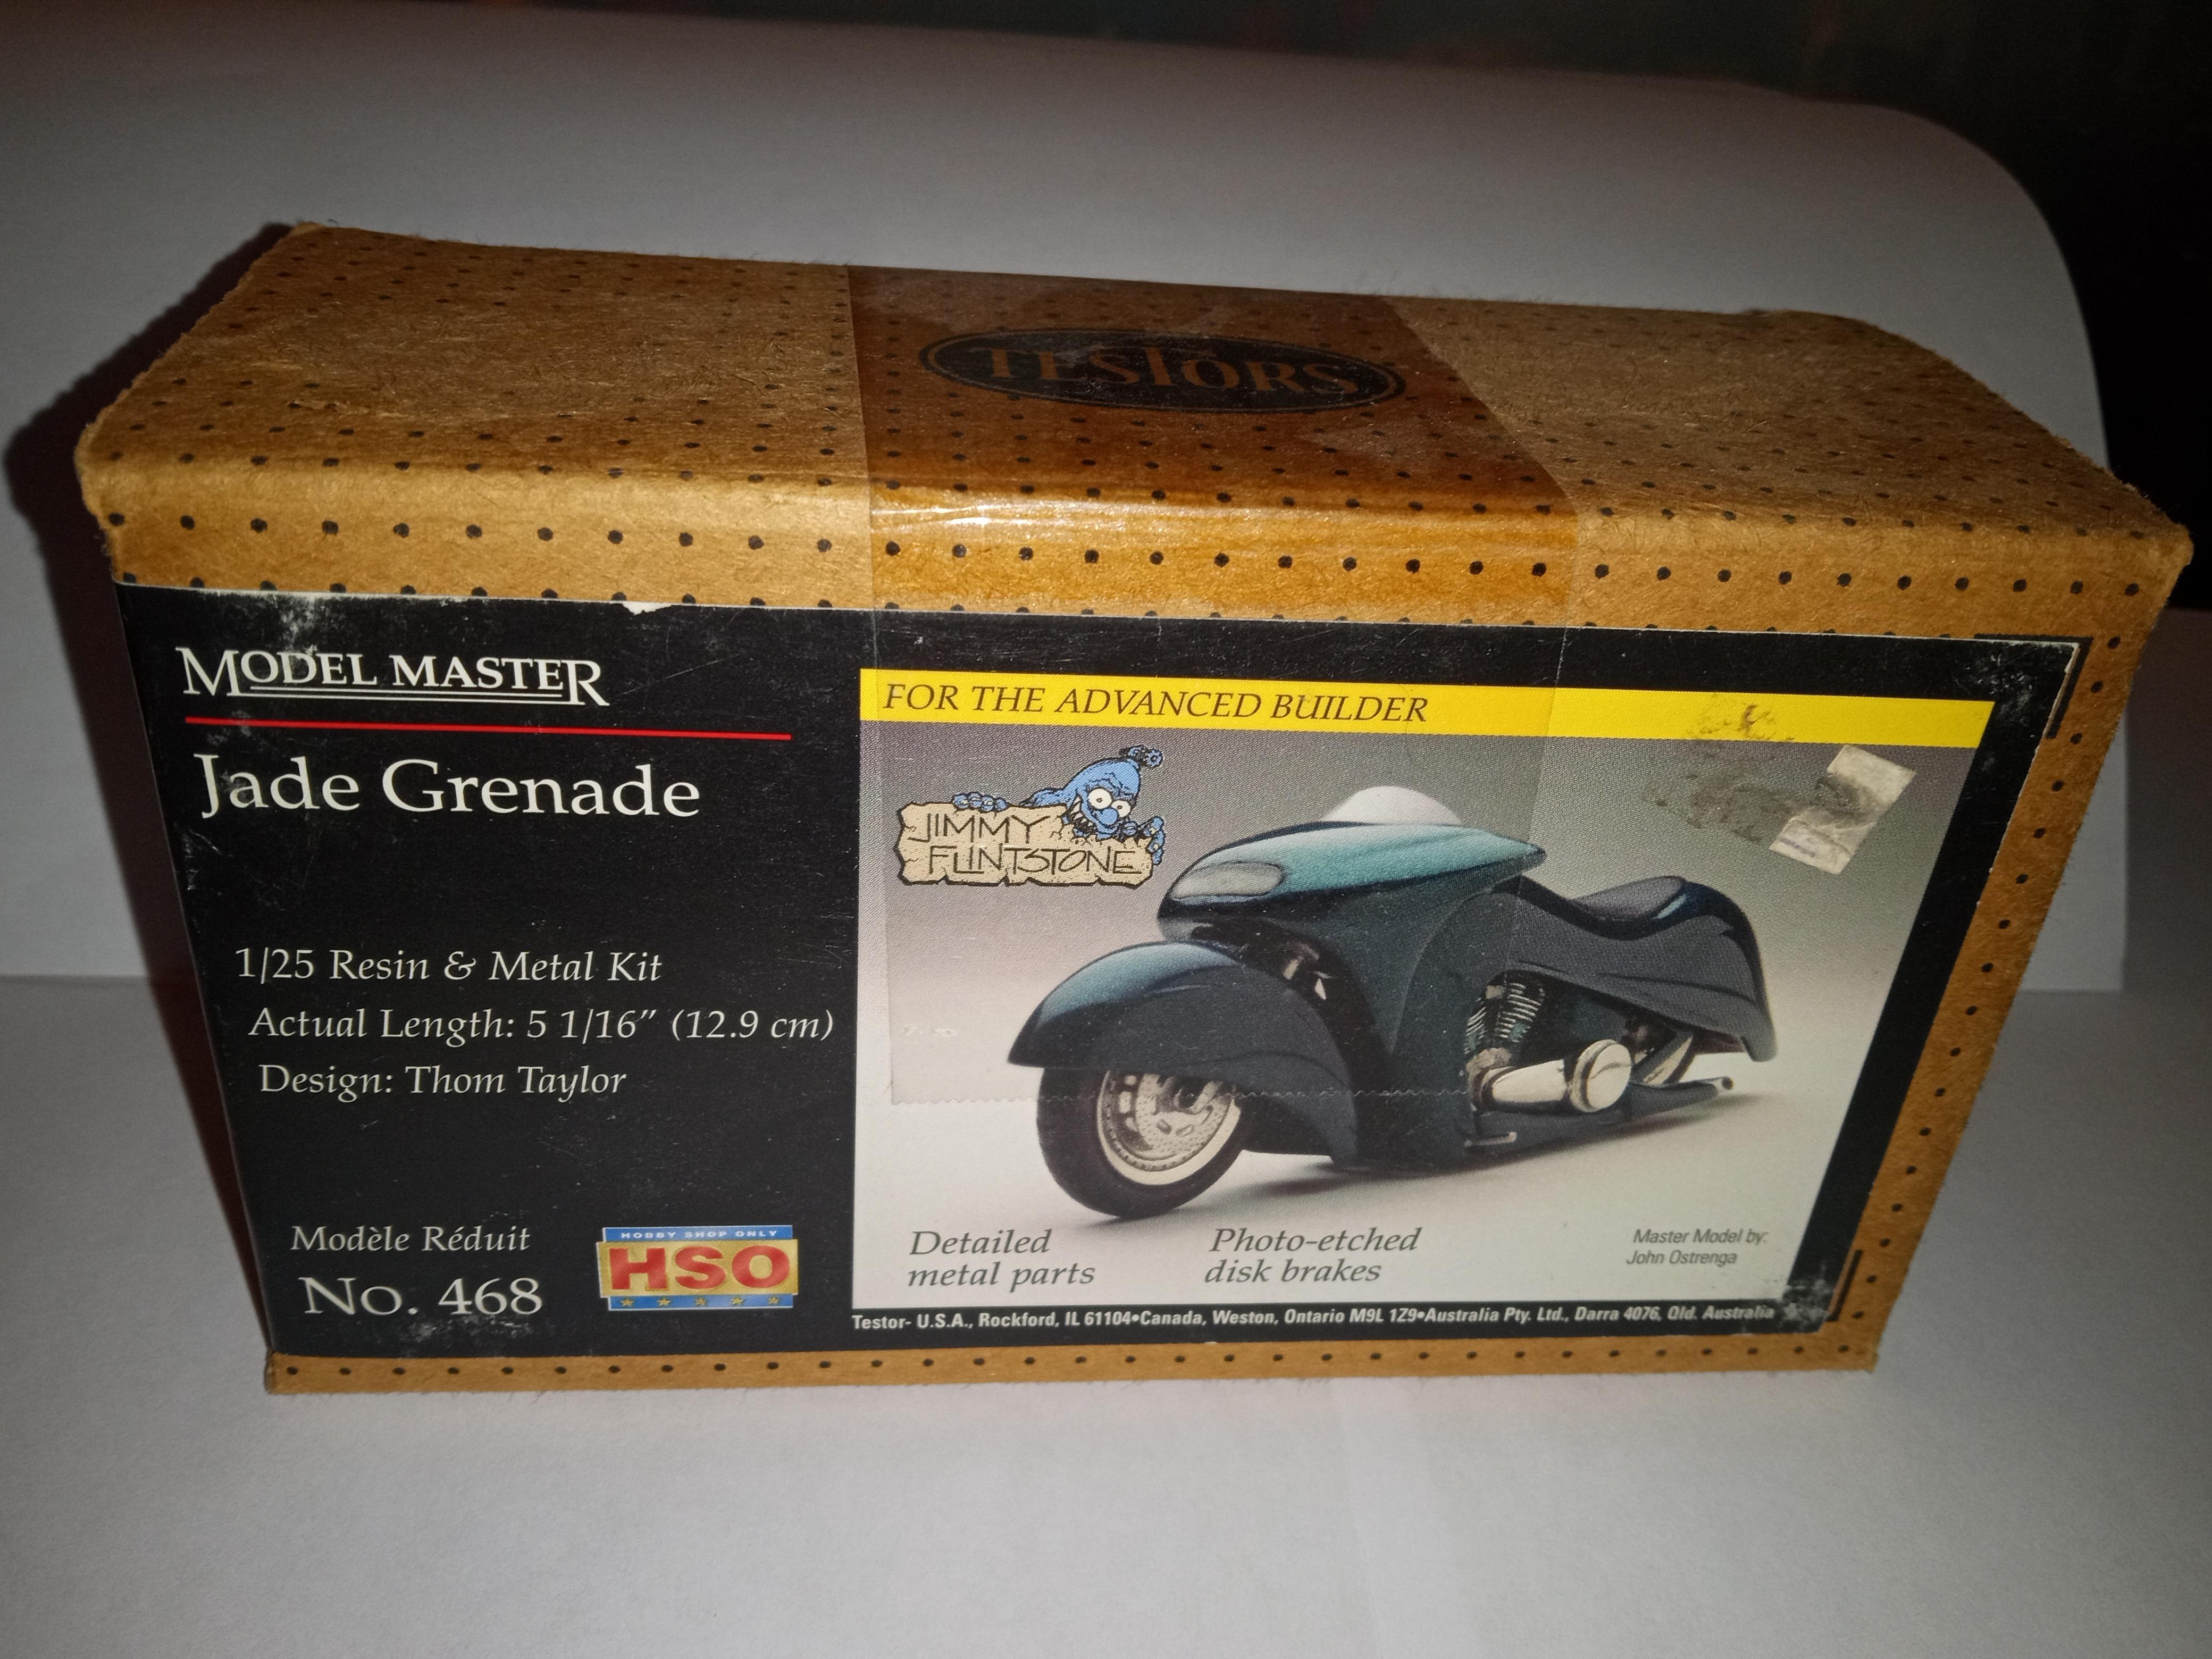 TESTORS
MODEL MASTER
Jade Grenade
1/25 Resin & Metal Kit
Actual Length: 5 1/16" (12.9 cm)
Design: Thom Taylor
Modèle Réduit
No. 468
HOBBY SHOP ONLY
HSO
FOR THE ADVANCED BUILDER
JIMMY
FLINTSTONE
Detailed
metal parts
Photo-etched
disk brakes
Master Model by:
John Ostrenga
Testor- U.S.A., Rockford, IL 61104•Canada, Weston, Ontario M9L 1Z9•Australia Pty. Ltd., Darra 4076, Qld. Australia